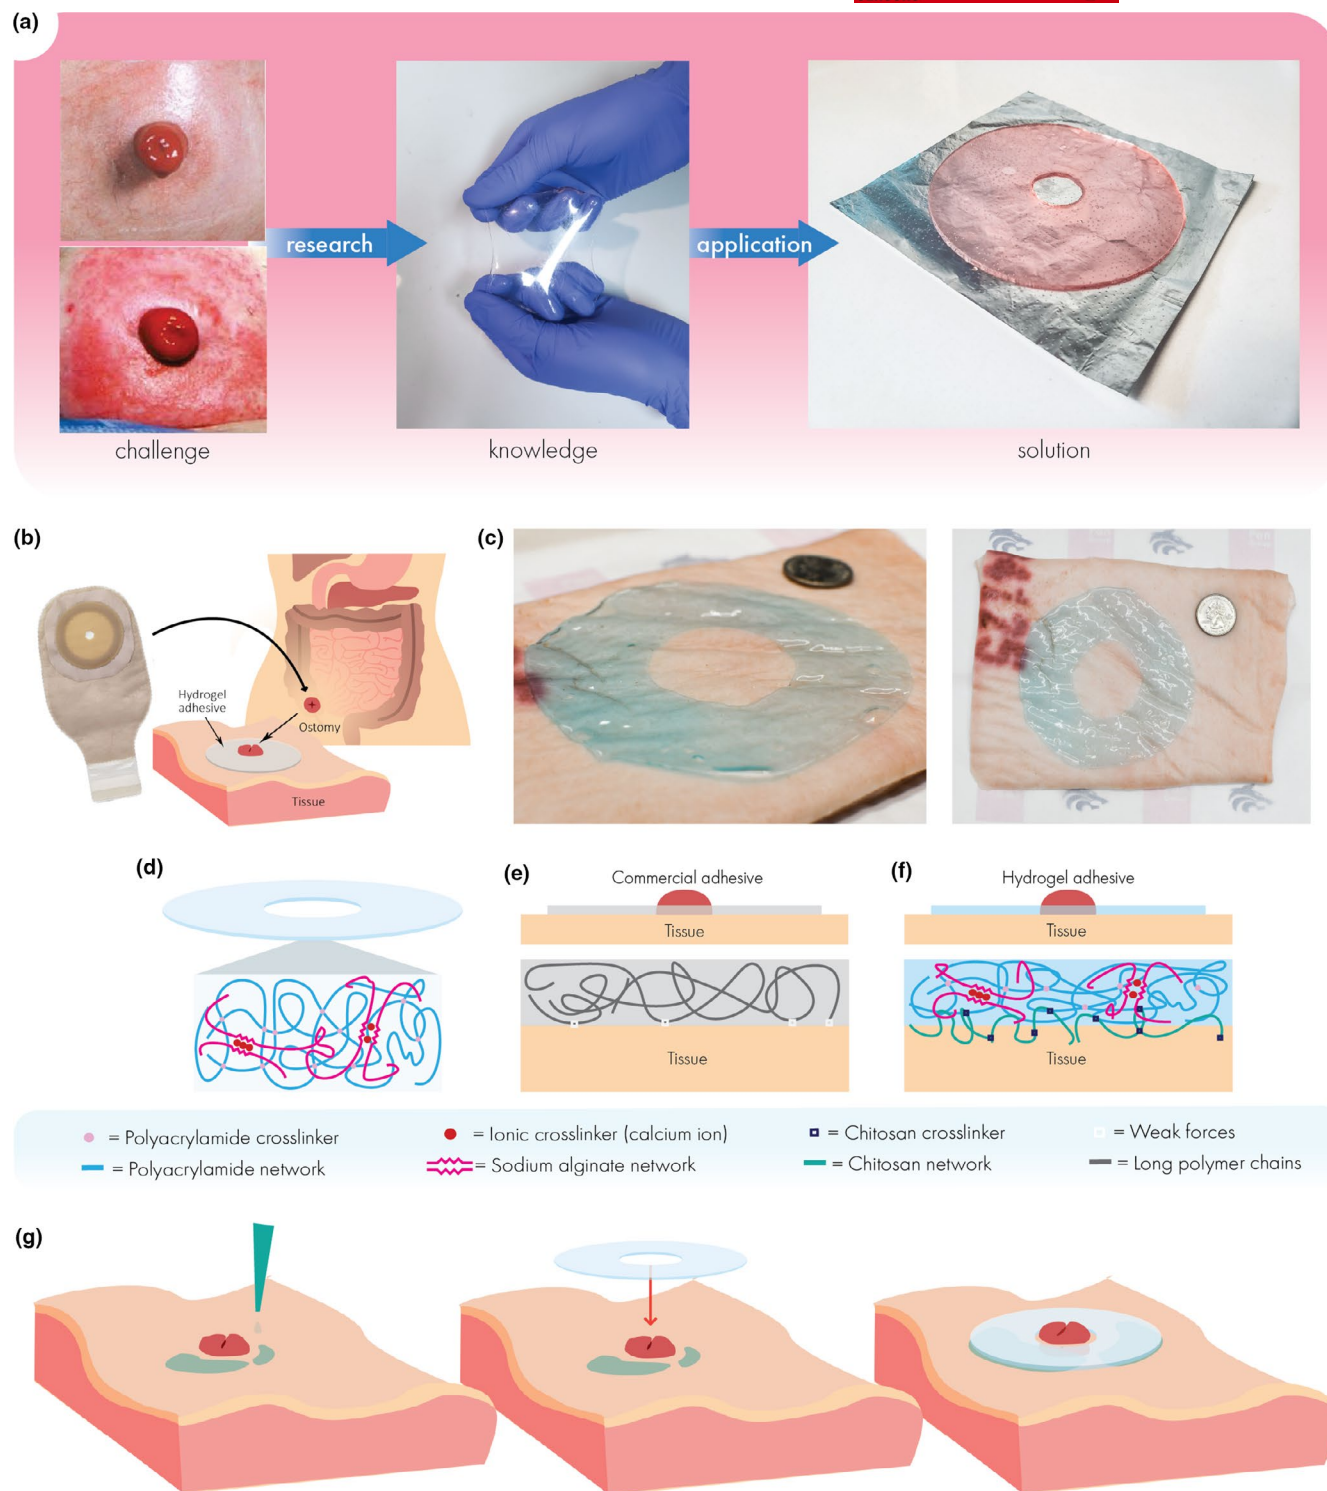 (a)
research
application
challenge
knowledge
solution
(b)
Hydrogel
adhesive
Ostomy
Tissue
(c)
(d)
(e)
Commercial adhesive
Tissue
Tissue
(f)
Hydrogel adhesive
Tissue
Tissue
= Polyacrylamide crosslinker
= Ionic crosslinker (calcium ion)
= Chitosan crosslinker
= Weak forces
= Polyacrylamide network
= Sodium alginate network
= Chitosan network
= Long polymer chains
(g)